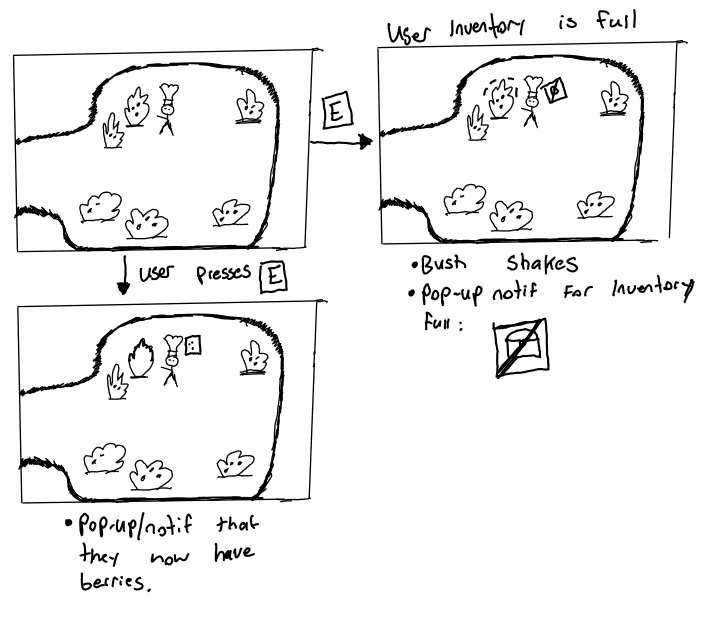 User Inventory is full
E
• Bush shakes
• Pop-up notif for Inventory
full:
User presses E
• Pop-up/notif that
they now have
berries.